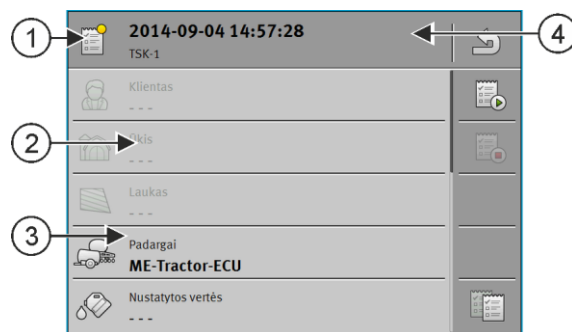 1
2014-09-04 14:57:28
4
TSK-1
Klientas
- - -
2
Ūkis
- - -
Laukas
- - -
3
Padargai
ME-Tractor-ECU
Nustatytos vertės
- - -